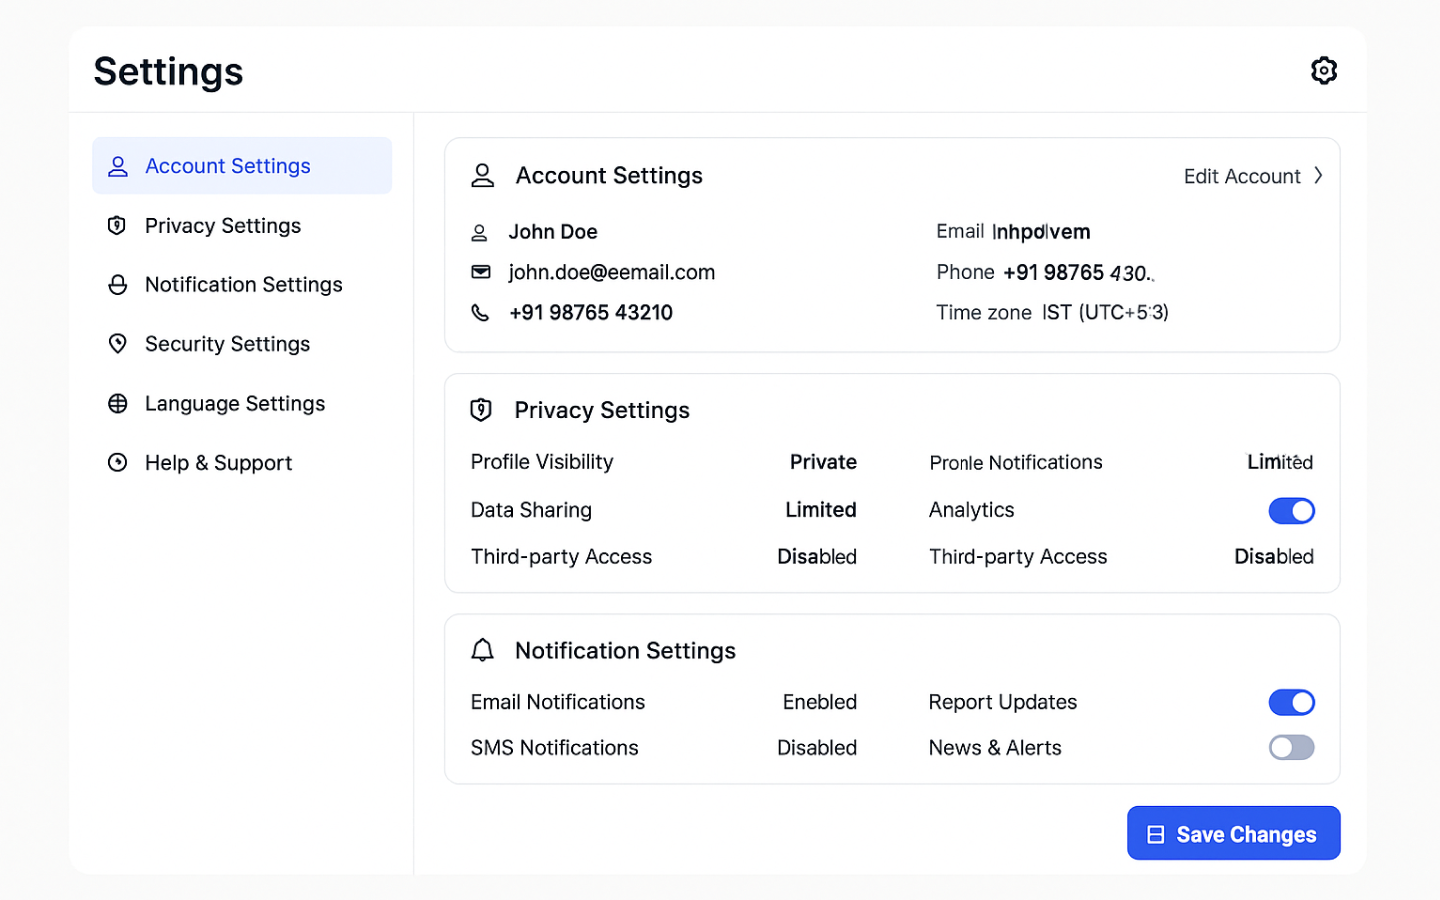 Settings
Account Settings
Privacy Settings
Notification Settings
Security Settings
Language Settings
Help & Support
Account Settings
Edit Account
John Doe
Email
john.doe@eemail.com
Phone +91 98765 430..
+91 98765 43210
Time zone IST (UTC+5:3)
Privacy Settings
Profile Visibility Private
Pronle Notifications Limited
Data Sharing Limited
Analytics
Third-party Access Disabled
Third-party Access Disabled
Notification Settings
Email Notifications Enebled
Report Updates
SMS Notifications Disabled
News & Alerts
Save Changes